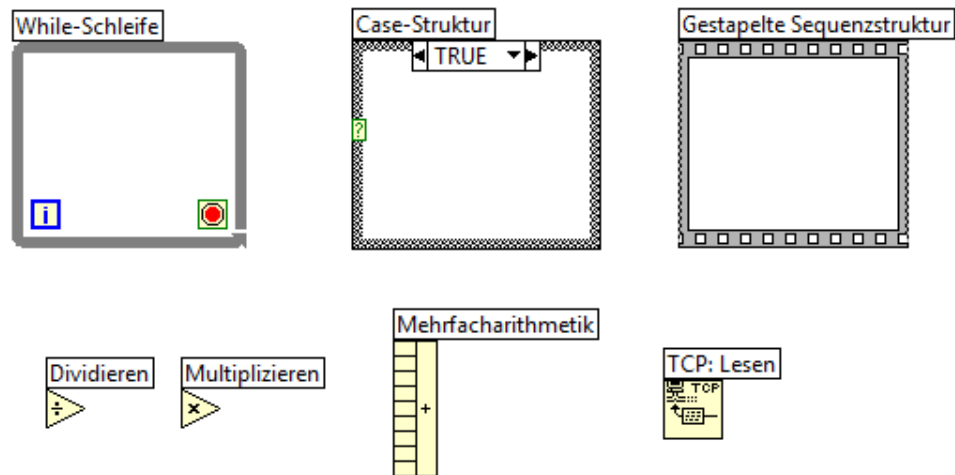 While-Schleife
Case-Struktur
Gestapelte Sequenzstruktur
TRUE
?
i
Mehrfacharithmetik
Dividieren
Multiplizieren
TCP: Lesen
÷
×
+
TCP